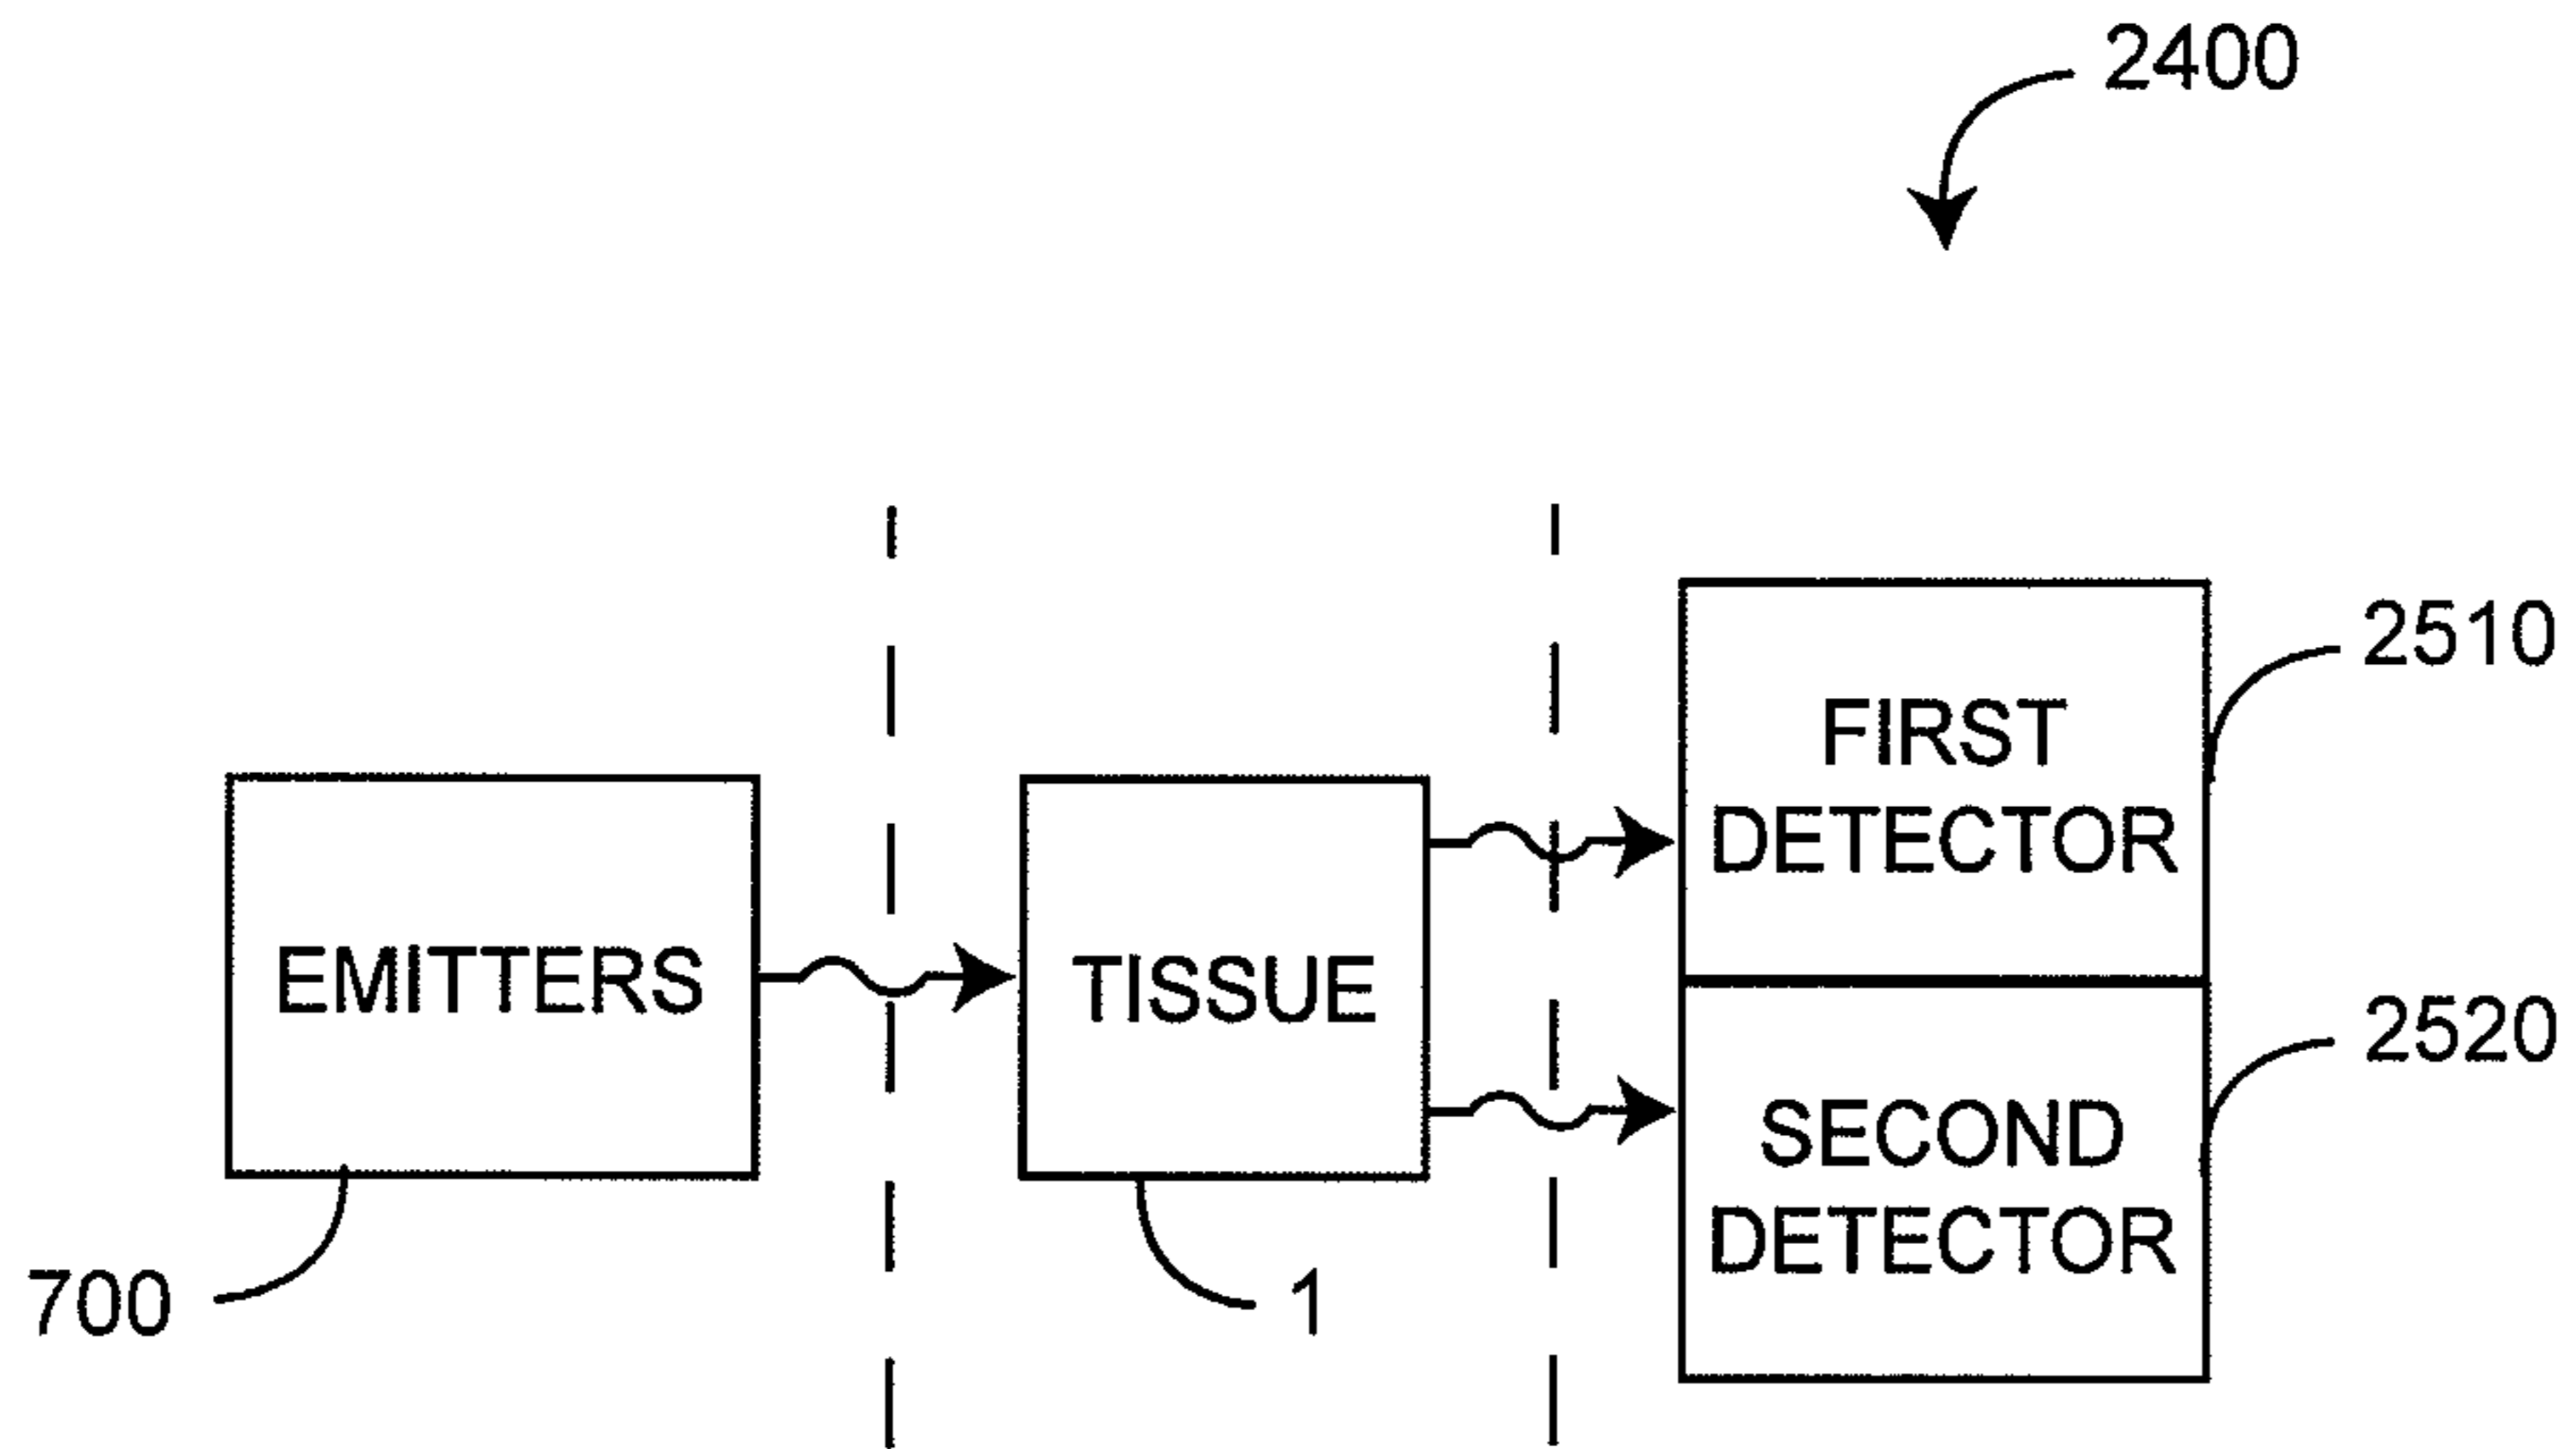 2400
FIRST
DETECTOR
2510
EMITTERS
TISSUE
SECOND
DETECTOR
2520
700
1